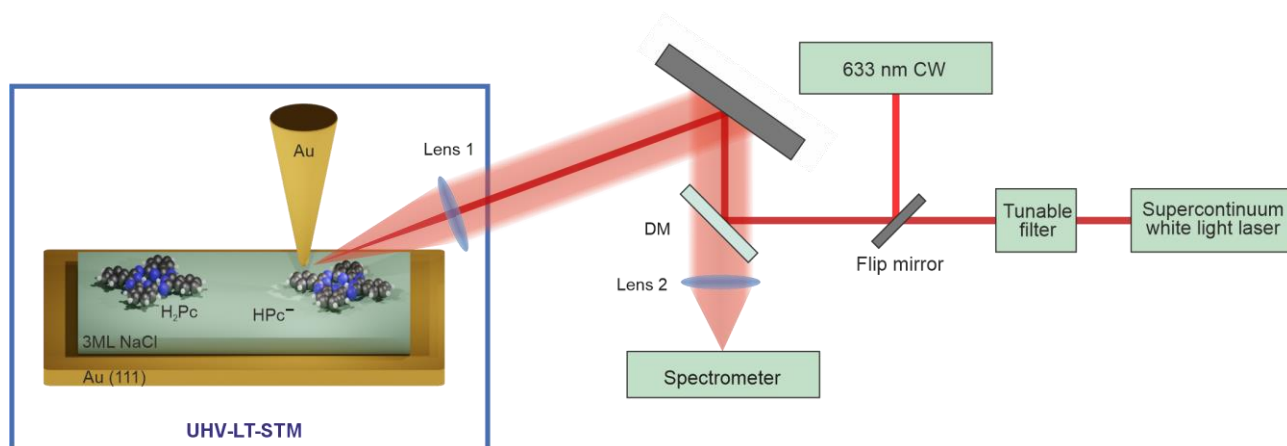 633 nm CW
Au
Lens 1
Tunable
filter
Supercontinuum
white light laser
DM
Flip mirror
Lens 2
H₂Pc
HPc⁻
3ML NaCl
Au (111)
Spectrometer
UHV-LT-STM